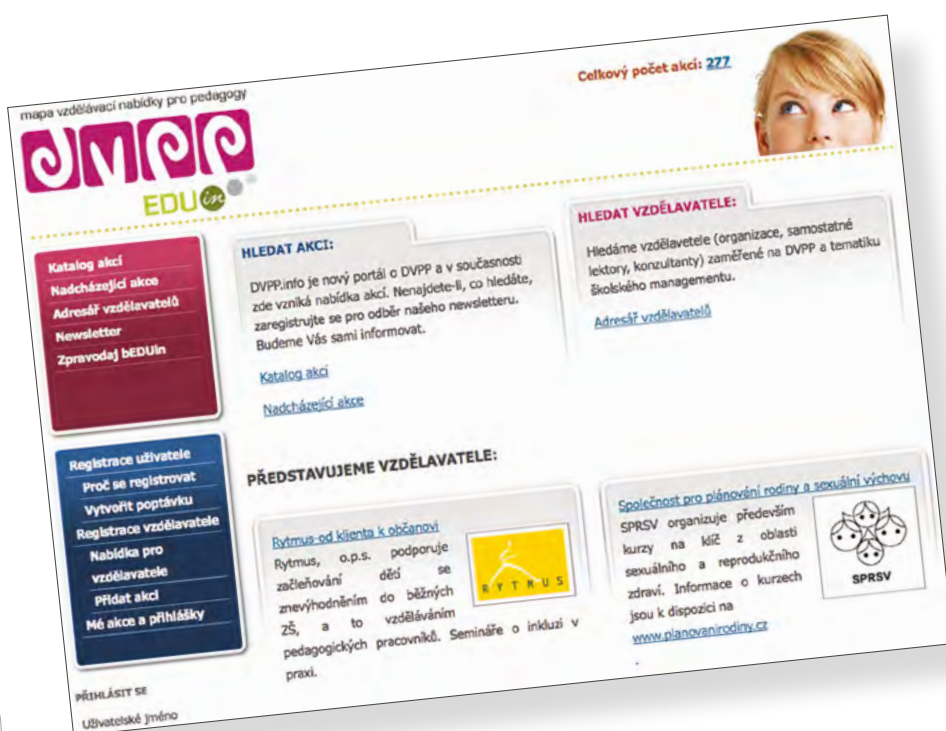 mapa vzdělávací nabídky pro pedagogy
Celkový počet akcí: 277
DVPP
EDUin
Katalog akcí
Nadcházející akce
Adresář vzdělavatelů
Newsletter
Zpravodaj bEDUin
HLEDAT AKCI:
DVPP.info je nový portál o DVPP a v současnosti
zde vzniká nabídka akcí. Nenajdete-li, co hledáte,
zaregistrujte se pro odběr našeho newsletteru.
Budeme Vás sami informovat.
Katalog akcí
Nadcházející akce
HLEDAT VZDĚLAVATELE:
Hledáme vzdělavetele (organizace, samostatné
lektory, konzultanty) zaměřené na DVPP a tematiku
školského managementu.
Adresář vzdělavatelů
Registrace uživatele
Proč se registrovat
Vytvořit poptávku
Registrace vzdělavatele
Nabídka pro
vzdělavatele
Přidat akci
Mé akce a přihlášky
PŘIHLÁSIT SE
Uživatelské jméno
PŘEDSTAVUJEME VZDĚLAVATELE:
Rytmus-od klienta k občanovi
Rytmus, o.p.s. podporuje
začleňování dětí se
znevýhodněním do běžných
ZŠ, a to vzděláváním
pedagogických pracovníků. Semináře o inkluzi v
praxi.
RYTMUS
Společnost pro plánování rodiny a sexuální výchovu
SPRSV organizuje především
kurzy na klíč z oblasti
sexuálního a reprodukčního
zdraví. Informace o kurzech
jsou k dispozici na
www.planovanirodiny.cz
SPRSV